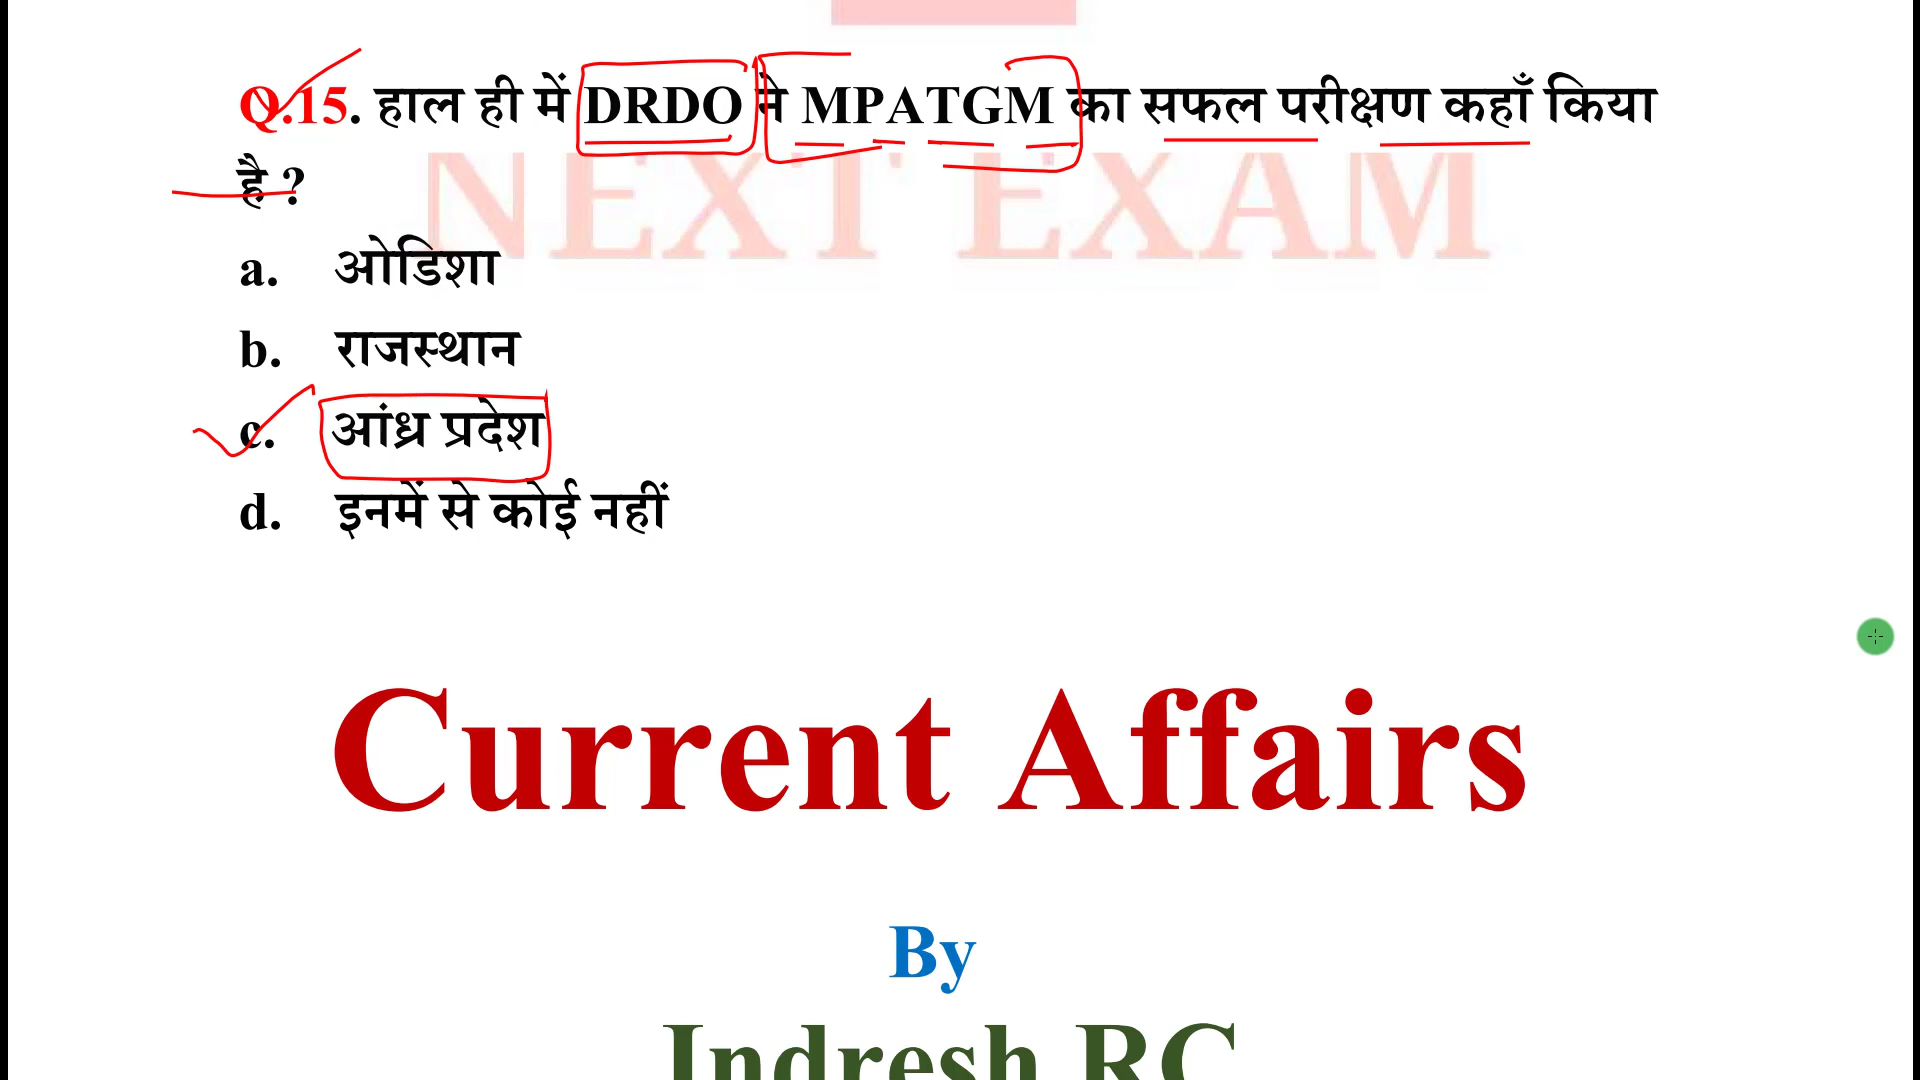 Q.15. हाल ही में DRDO ने MPATGM का सफल परीक्षण कहाँ किया
है ?
NEXT EXAM
a. ओडिशा
b. राजस्थान
c. आंध्र प्रदेश
d. इनमें से कोई नहीं
Current Affairs
By
Indresh RC